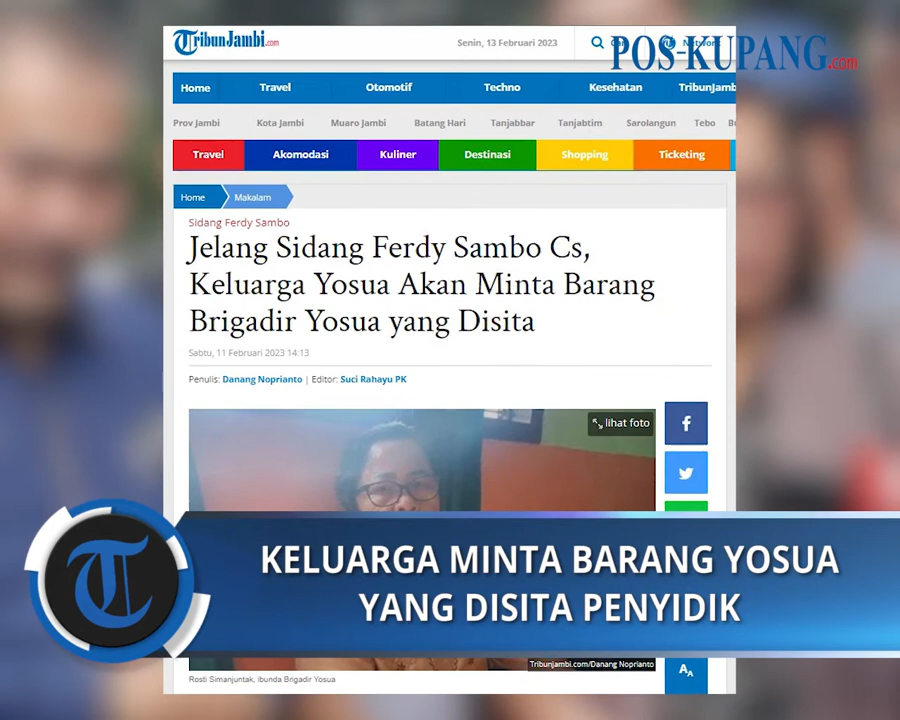 TribunJambi.com
Senin, 13 Februari 2023
POS-KUPANG.com
Home Travel Otomotif Techno Kesehatan TribunJamb
Prov Jambi Kota Jambi Muaro Jambi Batang Hari Tanjabbar Tanjabtim Sarolangun Tebo
Travel Akomodasi Kuliner Destinasi Shopping Ticketing
Home Makalam
Sidang Ferdy Sambo
Jelang Sidang Ferdy Sambo Cs,
Keluarga Yosua Akan Minta Barang
Brigadir Yosua yang Disita
Sabtu, 11 Februari 2023 14:13
Penulis: Danang Noprianto | Editor: Suci Rahayu PK
lihat foto
KELUARGA MINTA BARANG YOSUA
YANG DISITA PENYIDIK
Tribunjambi.com/Danang Noprianto
AA
Rosti Simanjuntak, ibunda Brigadir Yosua